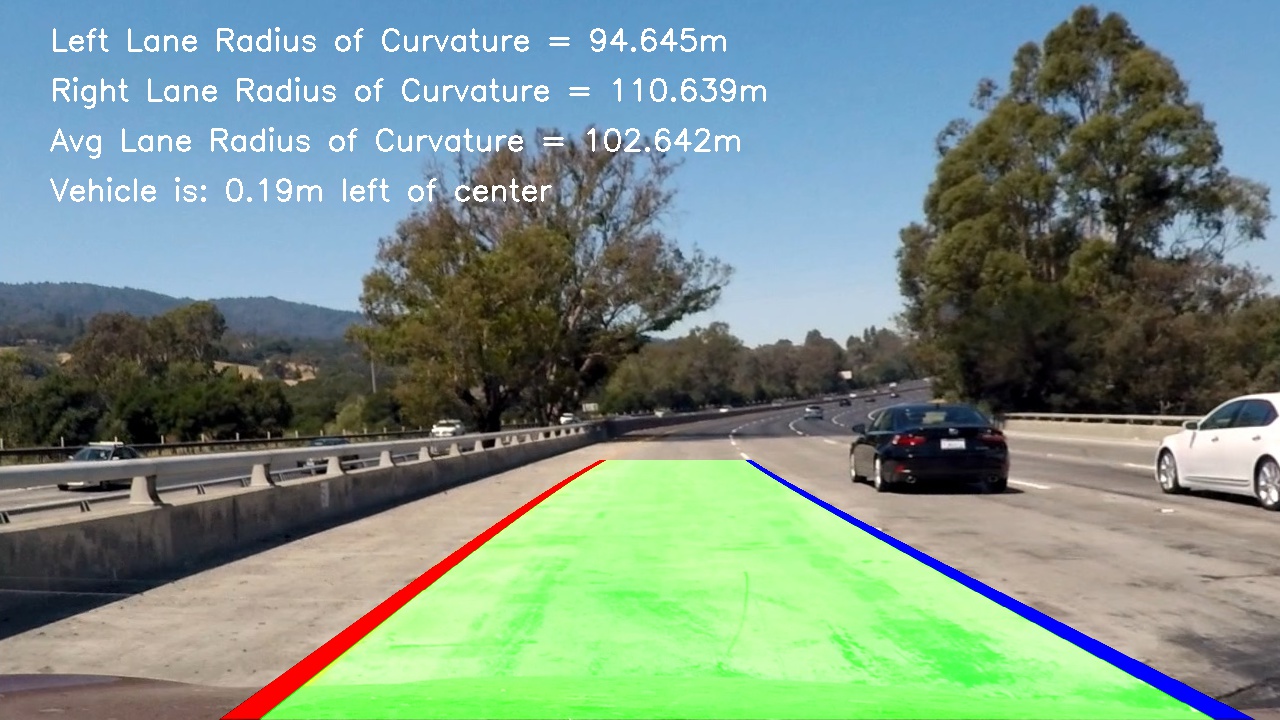 Left Lane Radius of Curvature = 94.645m
Right Lane Radius of Curvature = 110.639m
Avg Lane Radius of Curvature = 102.642m
Vehicle is: 0.19m left of center